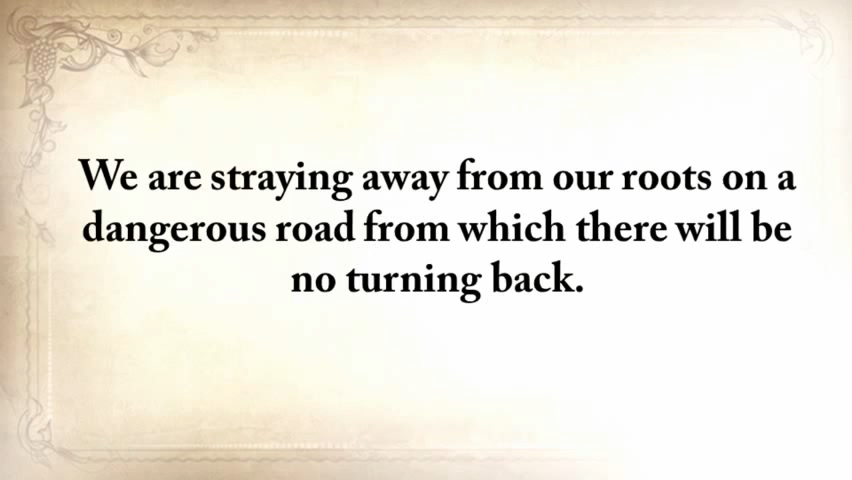 We are straying away from our roots on a
dangerous road from which there will be
no turning back.